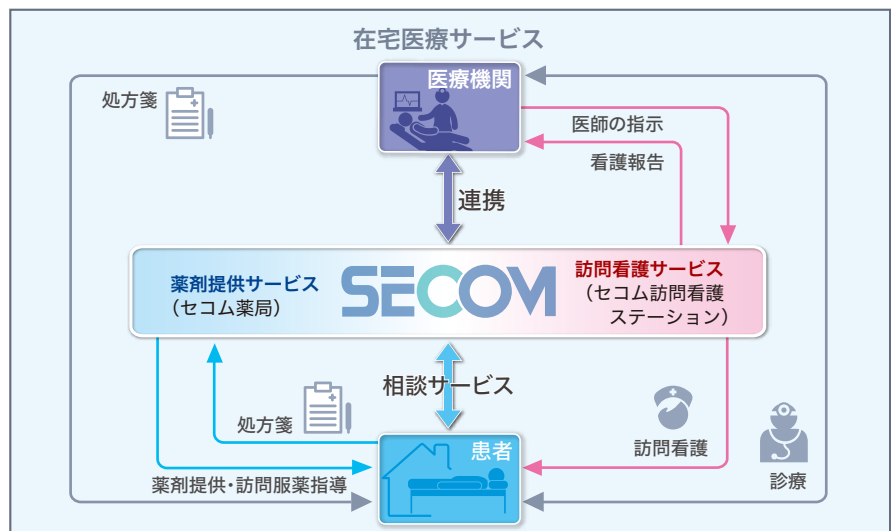 在宅医療サービス
医療機関
処方箋
医師の指示
看護報告
連携
薬剤提供サービス
（セコム薬局）
SECOM
訪問看護サービス
（セコム訪問看護
ステーション）
相談サービス
処方箋
患者
訪問看護
診療
薬剤提供・訪問服薬指導